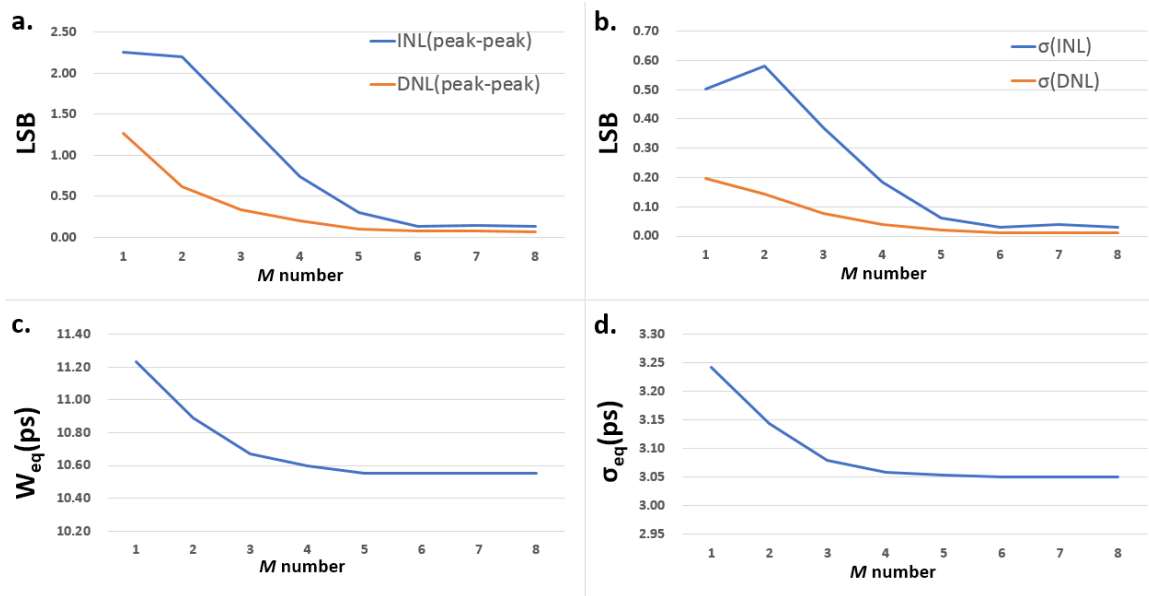 a.
INL(peak-peak)
DNL(peak-peak)
LSB
2.50
2.00
1.50
1.00
0.50
0.00
1 2 3 4 5 6 7 8
M number
b.
σ(INL)
σ(DNL)
LSB
0.70
0.60
0.50
0.40
0.30
0.20
0.10
0.00
1 2 3 4 5 6 7 8
M number
c.
Weq(ps)
11.40
11.20
11.00
10.80
10.60
10.40
10.20
1 2 3 4 5 6 7 8
M number
d.
σeq(ps)
3.30
3.25
3.20
3.15
3.10
3.05
3.00
2.95
1 2 3 4 5 6 7 8
M number